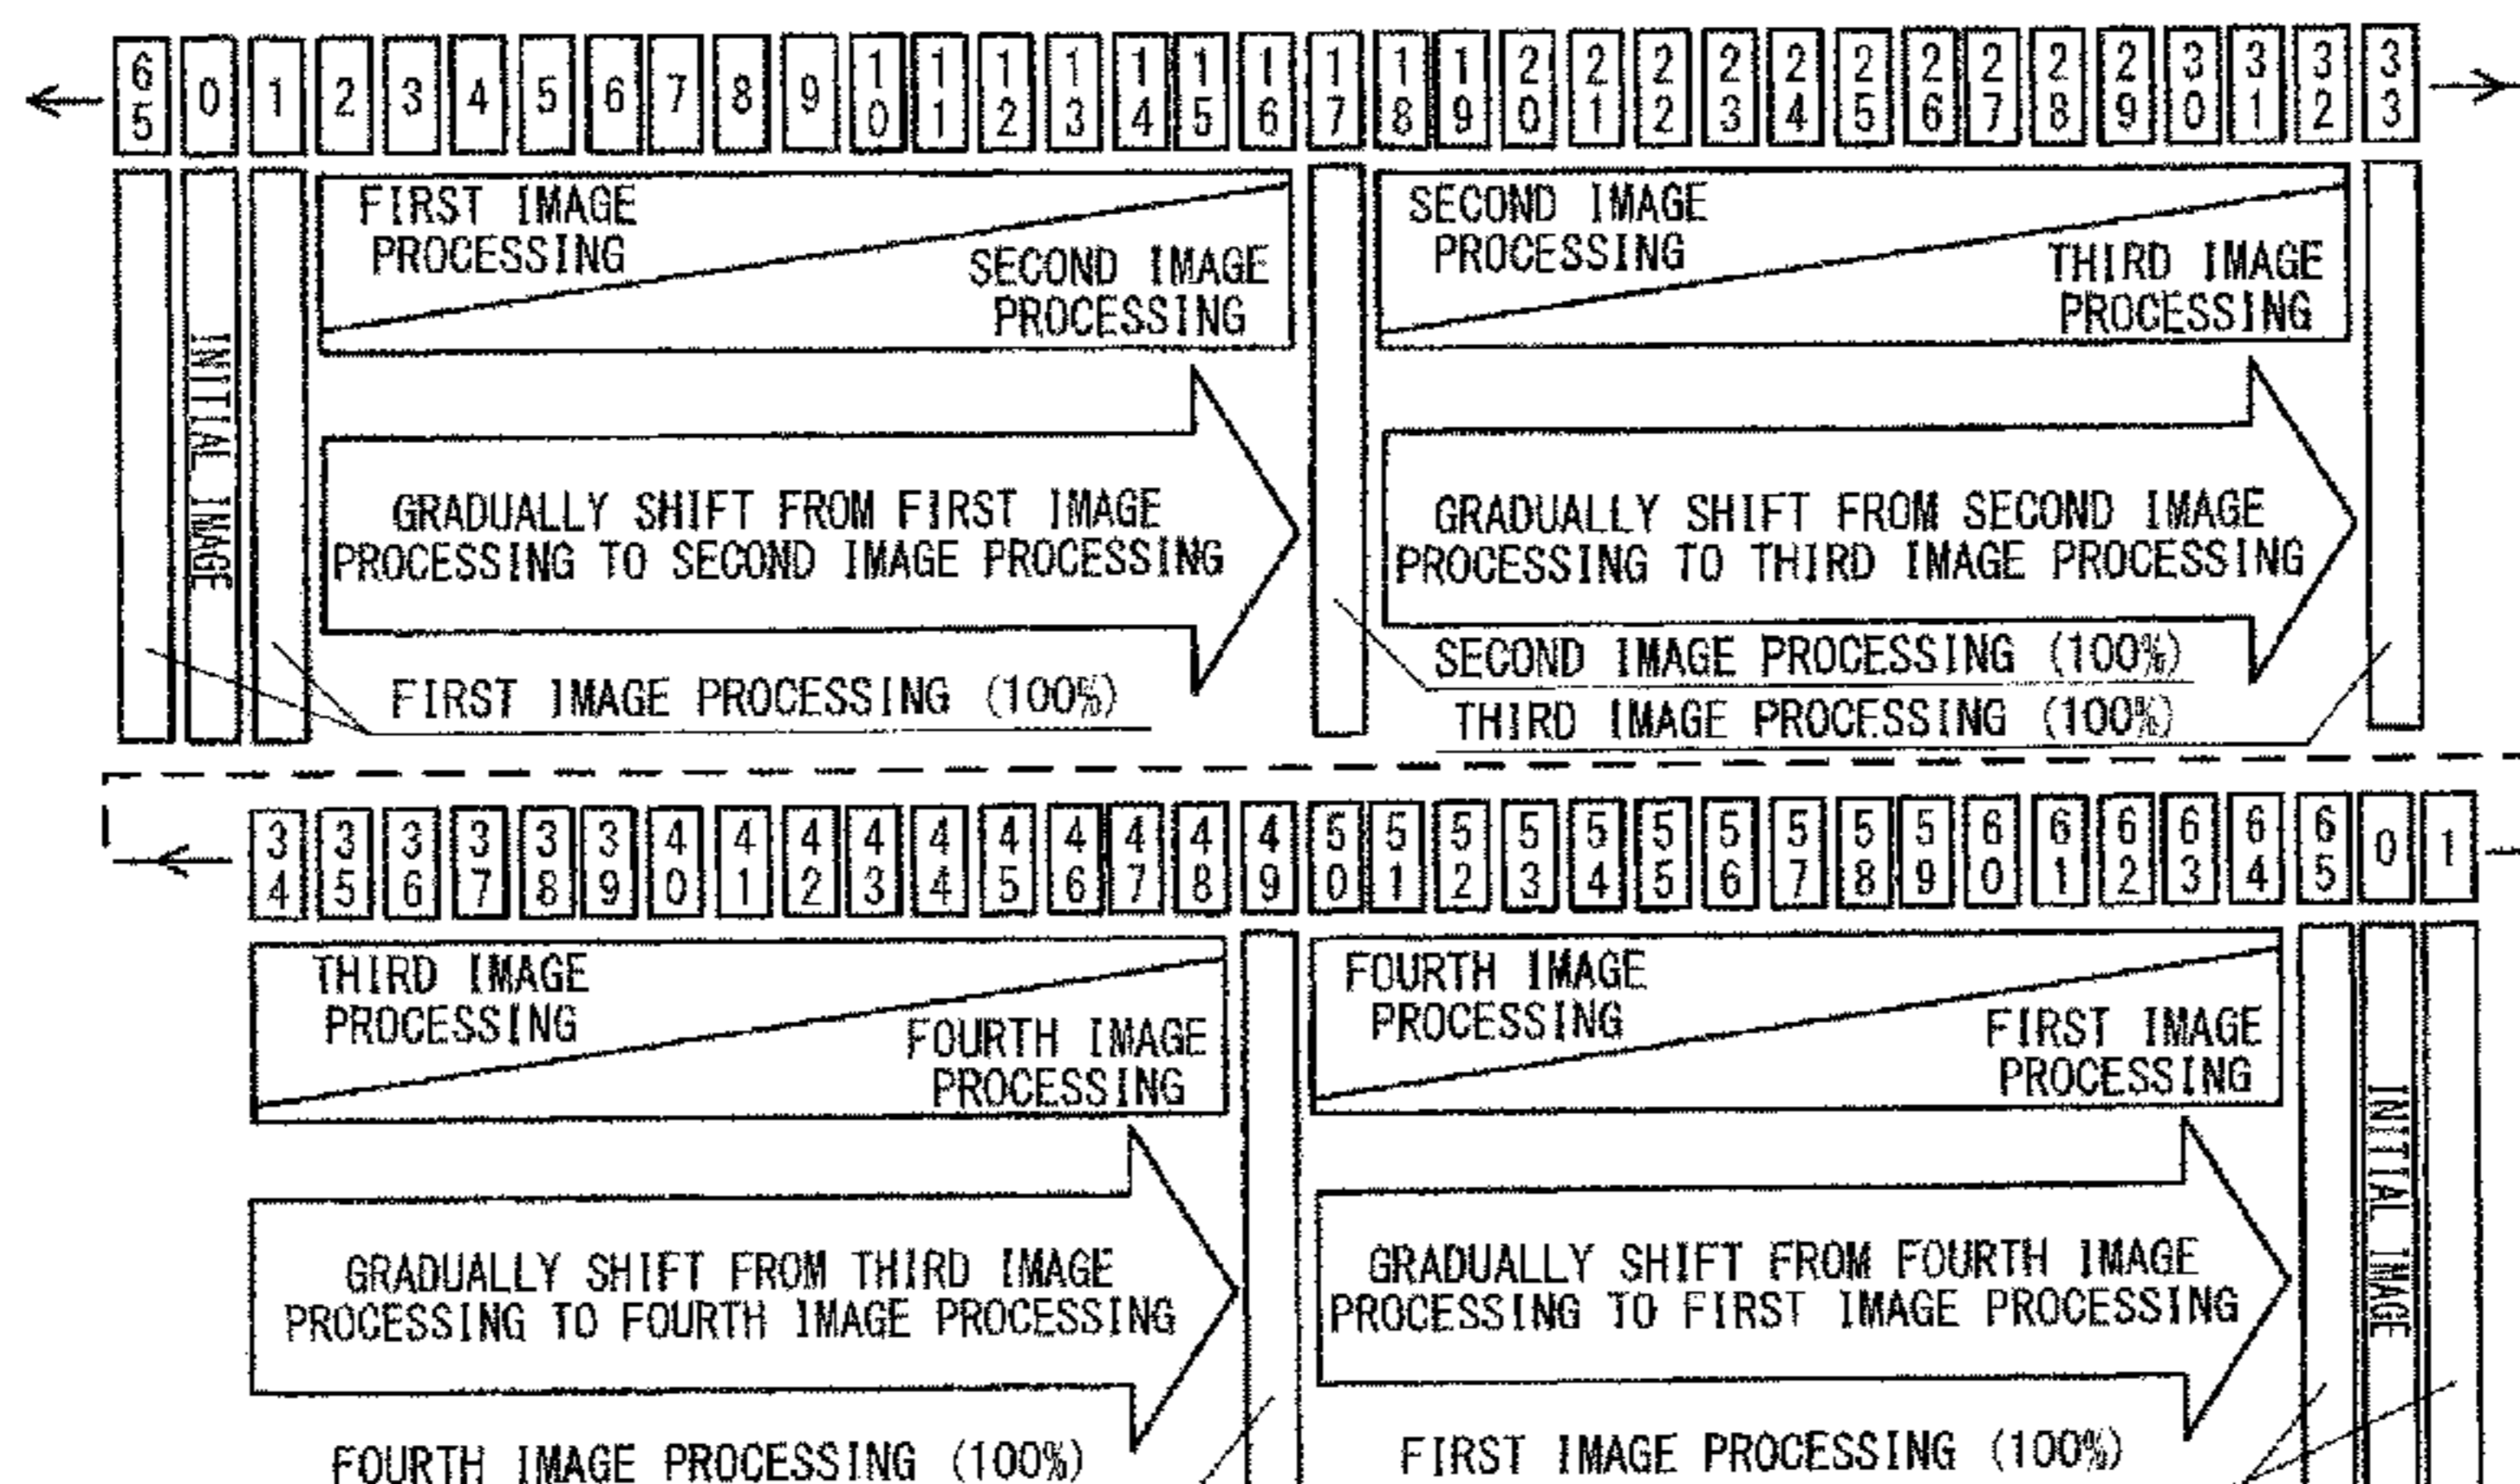 65 0 1 2 3 4 5 6 7 8 9 10 11 12 13 14 15 16 17 18 19 20 21 22 23 24 25 26 27 28 29 30 31 32 33
INITIAL IMAGE
FIRST IMAGE
PROCESSING
SECOND IMAGE
PROCESSING
SECOND IMAGE
PROCESSING
THIRD IMAGE
PROCESSING
GRADUALLY SHIFT FROM FIRST IMAGE
PROCESSING TO SECOND IMAGE PROCESSING
GRADUALLY SHIFT FROM SECOND IMAGE
PROCESSING TO THIRD IMAGE PROCESSING
FIRST IMAGE PROCESSING (100%)
SECOND IMAGE PROCESSING (100%)
THIRD IMAGE PROCESSING (100%)
34 35 36 37 38 39 40 41 42 43 44 45 46 47 48 49 50 51 52 53 54 55 56 57 58 59 60 61 62 63 64 65 0 1
THIRD IMAGE
PROCESSING
FOURTH IMAGE
PROCESSING
FOURTH IMAGE
PROCESSING
FIRST IMAGE
PROCESSING
INITIAL IMAGE
GRADUALLY SHIFT FROM THIRD IMAGE
PROCESSING TO FOURTH IMAGE PROCESSING
GRADUALLY SHIFT FROM FOURTH IMAGE
PROCESSING TO FIRST IMAGE PROCESSING
FOURTH IMAGE PROCESSING (100%)
FIRST IMAGE PROCESSING (100%)